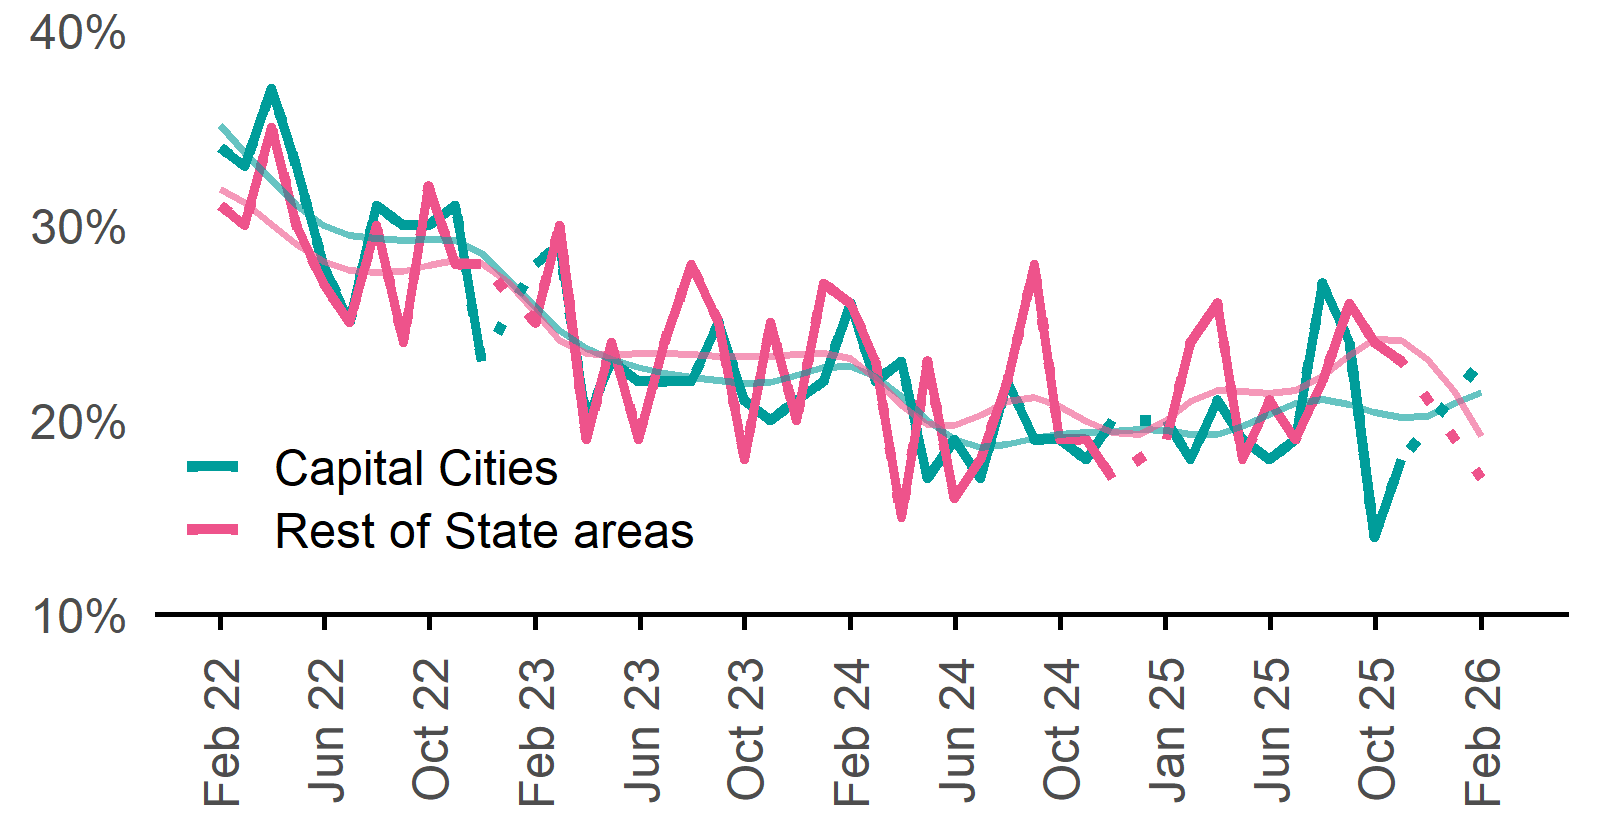 40%
30%
20%
10%
Capital Cities
Rest of State areas
Feb 22
Jun 22
Oct 22
Feb 23
Jun 23
Oct 23
Feb 24
Jun 24
Oct 24
Jan 25
Jun 25
Oct 25
Feb 26